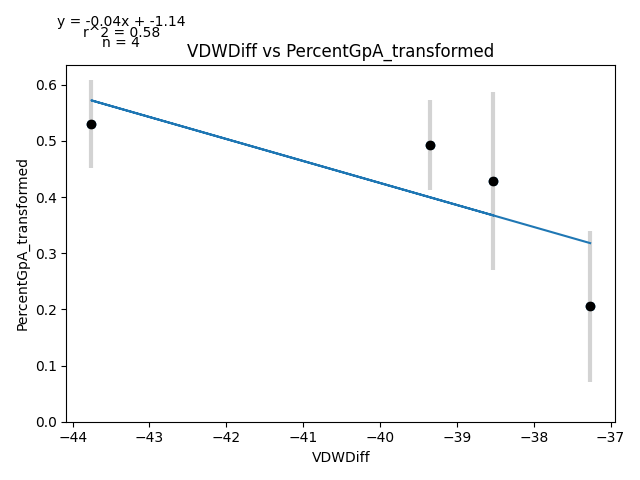 y = -0.04x + -1.14
r^2 = 0.58
n = 4
VDWDiff vs PercentGpA_transformed
PercentGpA_transformed
0.6
0.5
0.4
0.3
0.2
0.1
0.0
−44
−43
−42
−41
−40
−39
−38
−37
VDWDiff